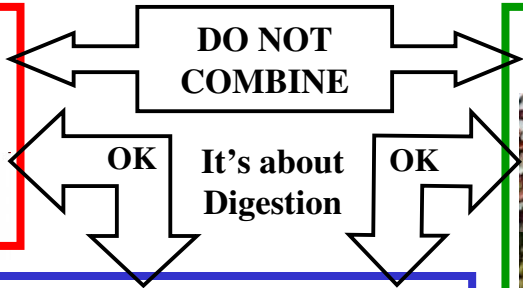 DO NOT
COMBINE
OK
It's about
Digestion
OK